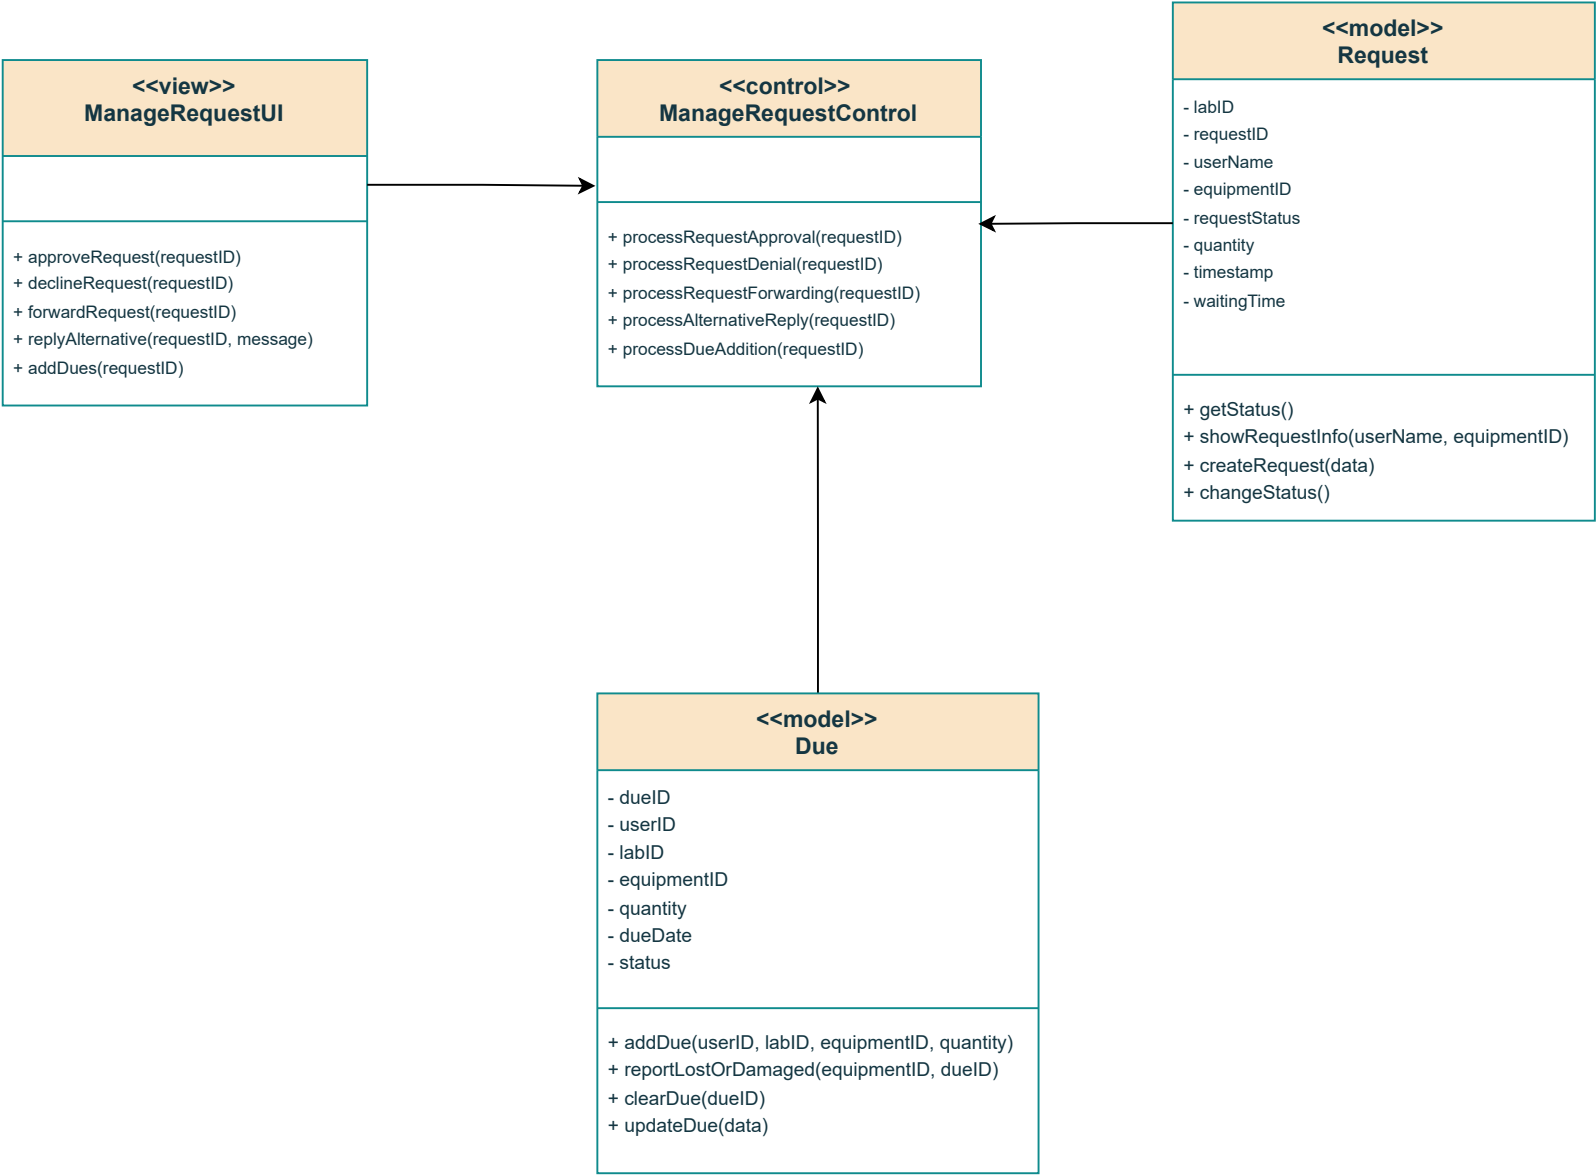 <<view>>
ManageRequestUI
+ approveRequest(requestID)
+ declineRequest(requestID)
+ forwardRequest(requestID)
+ replyAlternative(requestID, message)
+ addDues(requestID)
<<control>>
ManageRequestControl
+ processRequestApproval(requestID)
+ processRequestDenial(requestID)
+ processRequestForwarding(requestID)
+ processAlternativeReply(requestID)
+ processDueAddition(requestID)
<<model>>
Request
- labID
- requestID
- userName
- equipmentID
- requestStatus
- quantity
- timestamp
- waitingTime
+ getStatus()
+ showRequestInfo(userName, equipmentID)
+ createRequest(data)
+ changeStatus()
<<model>>
Due
- dueID
- userID
- labID
- equipmentID
- quantity
- dueDate
- status
+ addDue(userID, labID, equipmentID, quantity)
+ reportLostOrDamaged(equipmentID, dueID)
+ clearDue(dueID)
+ updateDue(data)